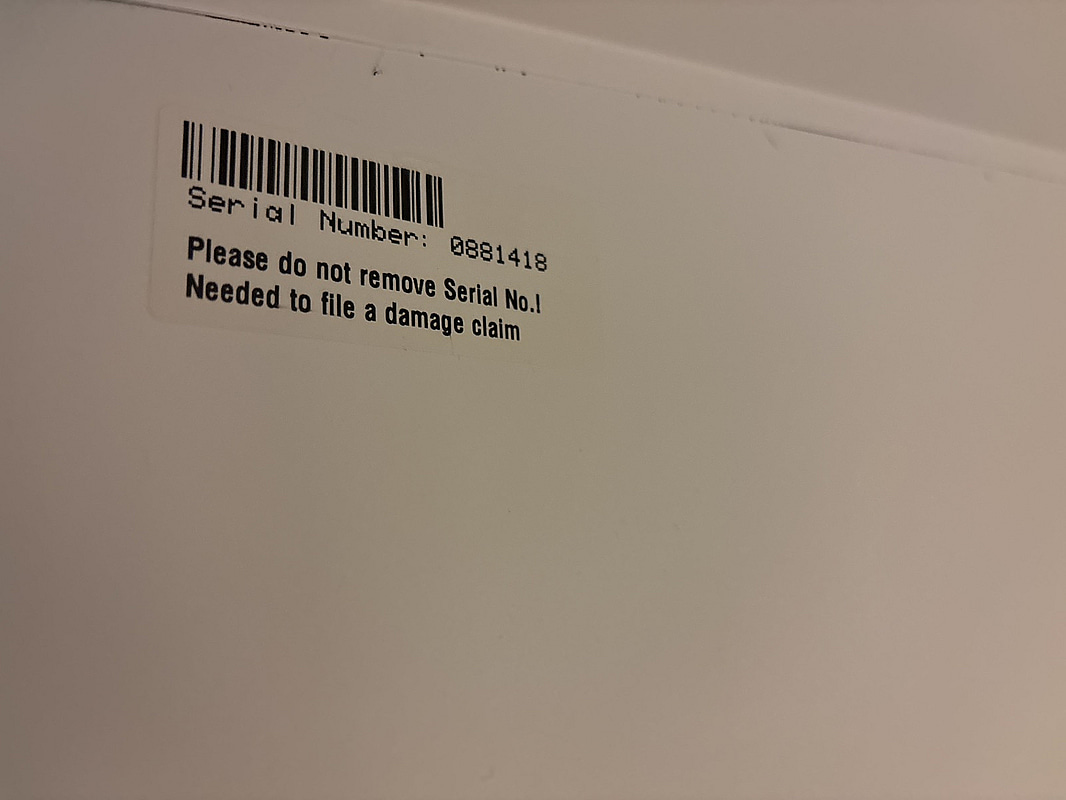 Serial Number: 0881418
Please do not remove Serial No.!
Needed to file a damage claim